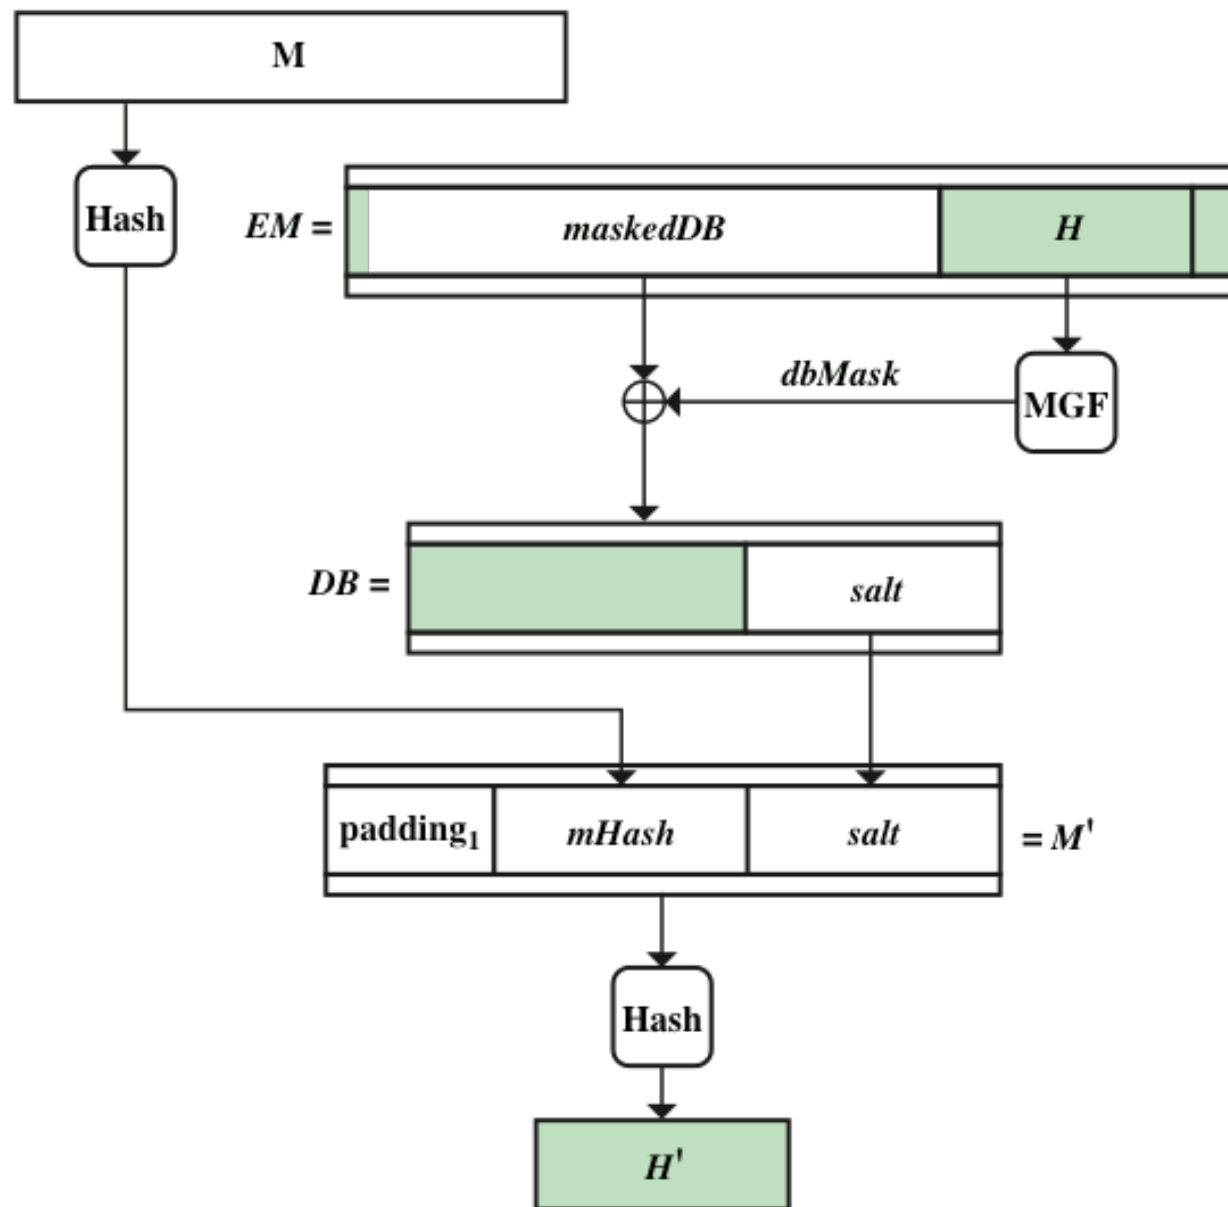 M
Hash
EM = maskedDB H
dbMask
MGF
DB = salt
padding₁ mHash salt = M'
Hash
H'